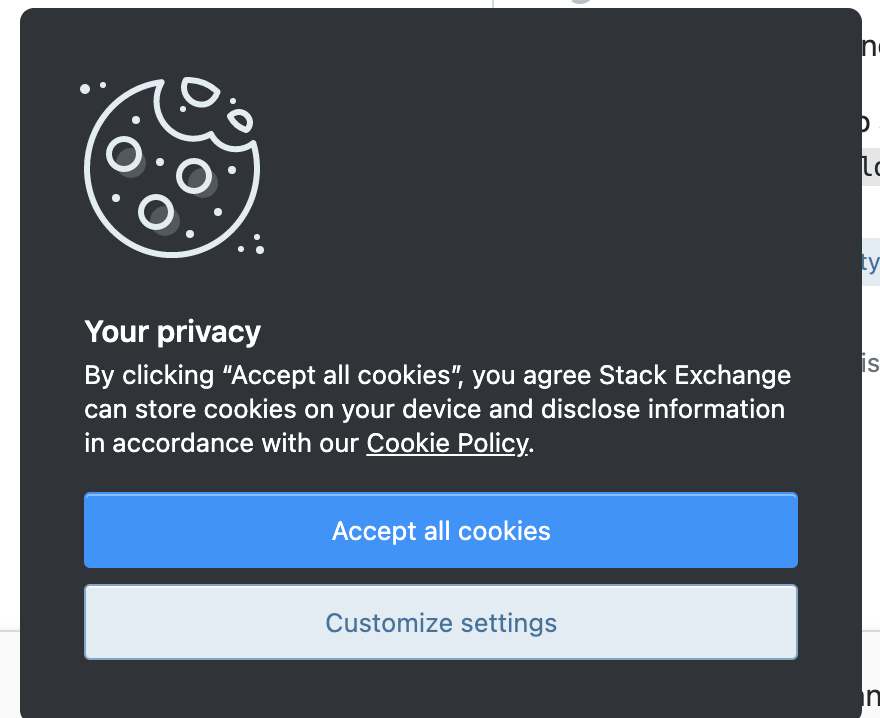 Your privacy
By clicking “Accept all cookies”, you agree Stack Exchange
can store cookies on your device and disclose information
in accordance with our Cookie Policy.
Accept all cookies
Customize settings